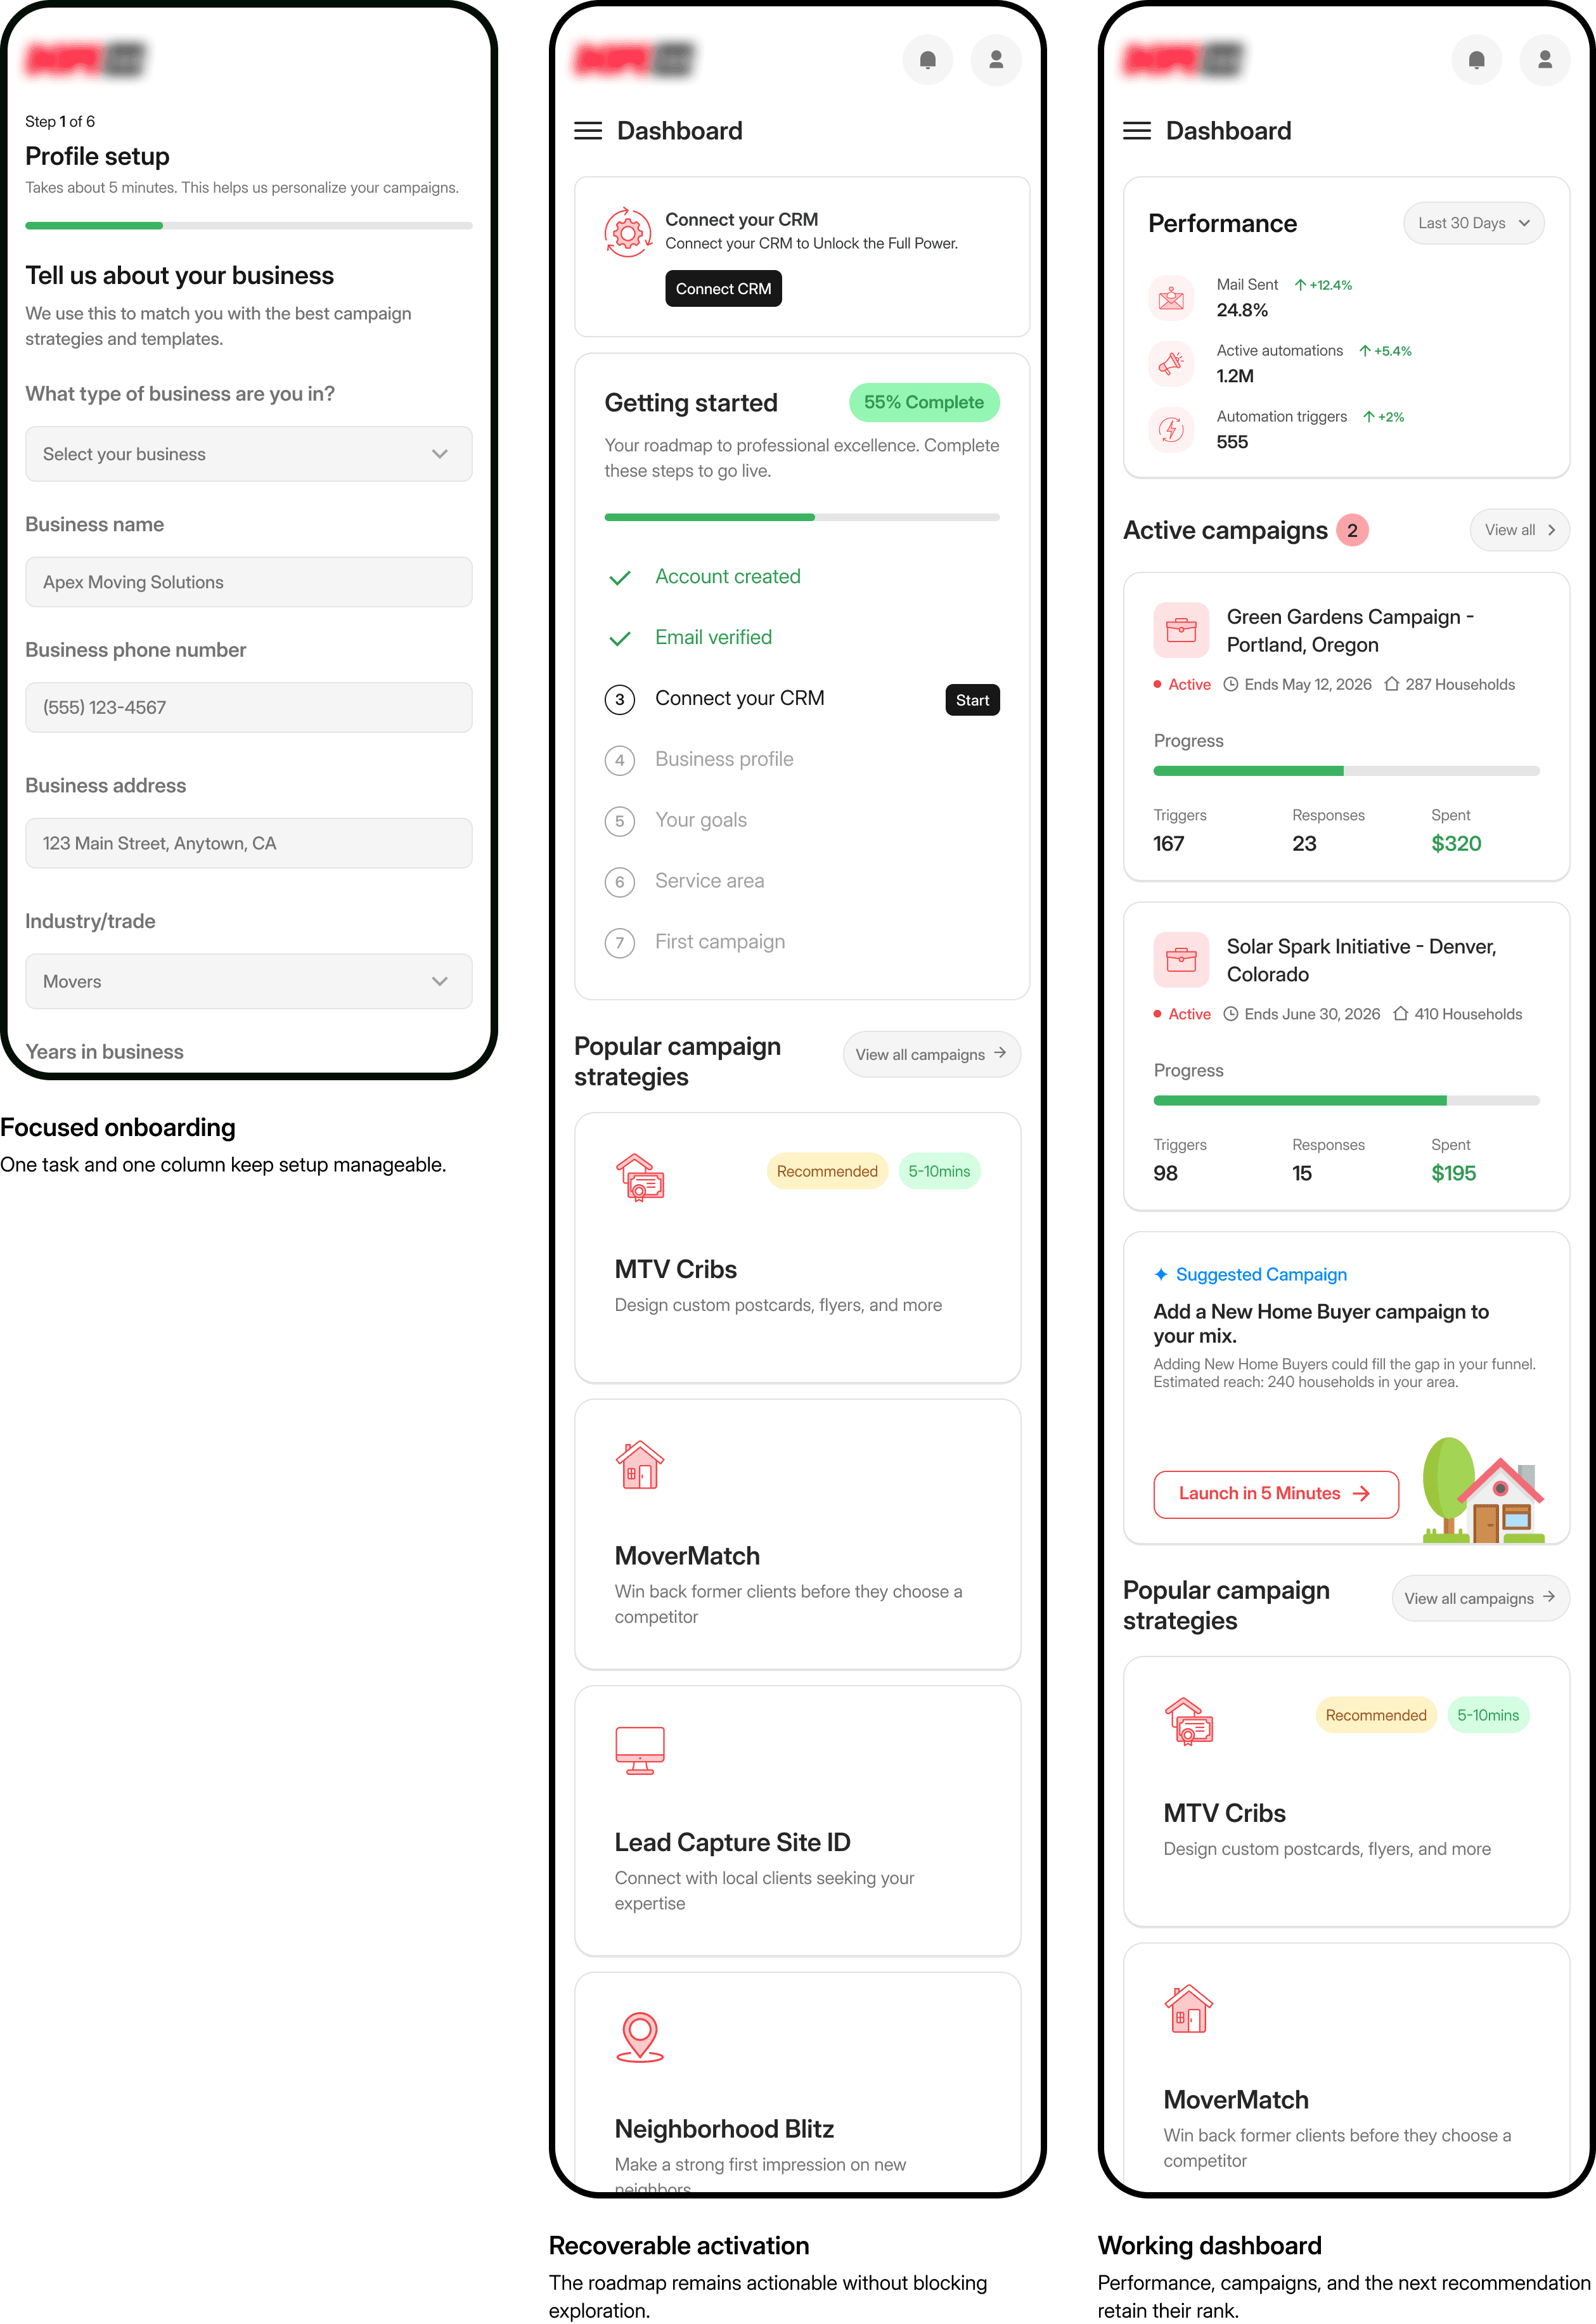 Step 1 of 6
Profile setup
Takes about 5 minutes. This helps us personalize your campaigns.
Tell us about your business
We use this to match you with the best campaign
strategies and templates.
What type of business are you in?
Select your business
Business name
Apex Moving Solutions
Business phone number
(555) 123-4567
Business address
123 Main Street, Anytown, CA
Industry/trade
Movers
Years in business
Focused onboarding
One task and one column keep setup manageable.
Dashboard
Connect your CRM
Connect your CRM to Unlock the Full Power.
Connect CRM
Getting started
55% Complete
Your roadmap to professional excellence. Complete
these steps to go live.
Account created
Email verified
3 Connect your CRM Start
4 Business profile
5 Your goals
6 Service area
7 First campaign
Popular campaign
strategies
View all campaigns
Recommended 5-10mins
MTV Cribs
Design custom postcards, flyers, and more
MoverMatch
Win back former clients before they choose a
competitor
Lead Capture Site ID
Connect with local clients seeking your
expertise
Neighborhood Blitz
Make a strong first impression on new
neighbors
Recoverable activation
The roadmap remains actionable without blocking
exploration.
Dashboard
Performance
Last 30 Days
Mail Sent +12.4%
24.8%
Active automations +5.4%
1.2M
Automation triggers +2%
555
Active campaigns 2
View all
Green Gardens Campaign -
Portland, Oregon
Active Ends May 12, 2026 287 Households
Progress
Triggers Responses Spent
167 23 $320
Solar Spark Initiative - Denver,
Colorado
Active Ends June 30, 2026 410 Households
Progress
Triggers Responses Spent
98 15 $195
Suggested Campaign
Add a New Home Buyer campaign to
your mix.
Adding New Home Buyers could fill the gap in your funnel.
Estimated reach: 240 households in your area.
Launch in 5 Minutes
Popular campaign
strategies
View all campaigns
Recommended 5-10mins
MTV Cribs
Design custom postcards, flyers, and more
MoverMatch
Win back former clients before they choose a
competitor
Working dashboard
Performance, campaigns, and the next recommendation
retain their rank.